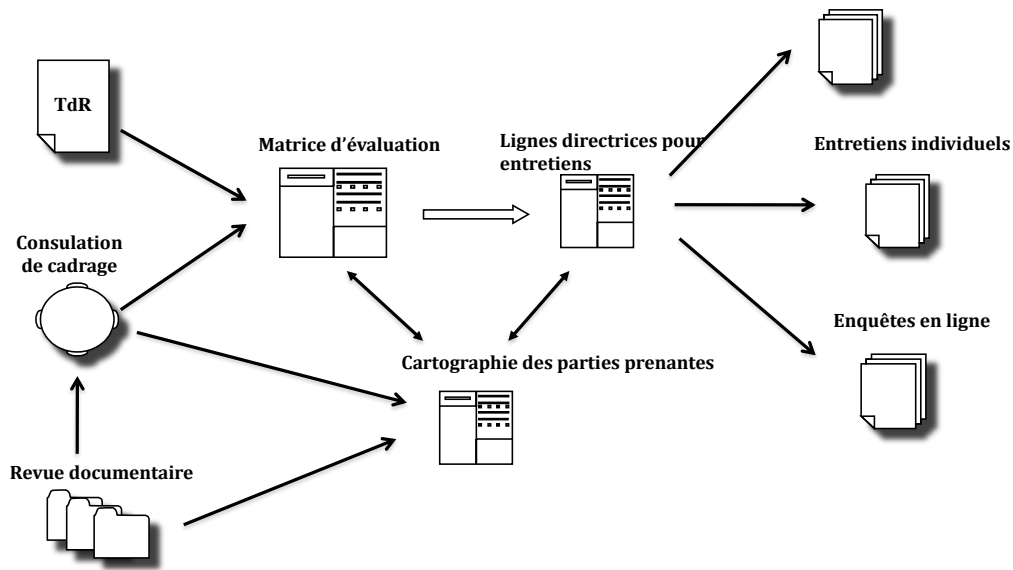 TdR
Matrice d'évaluation
Lignes directrices pour
entretiens
Entretiens individuels
Consulation
de cadrage
Enquêtes en ligne
Cartographie des parties prenantes
Revue documentaire